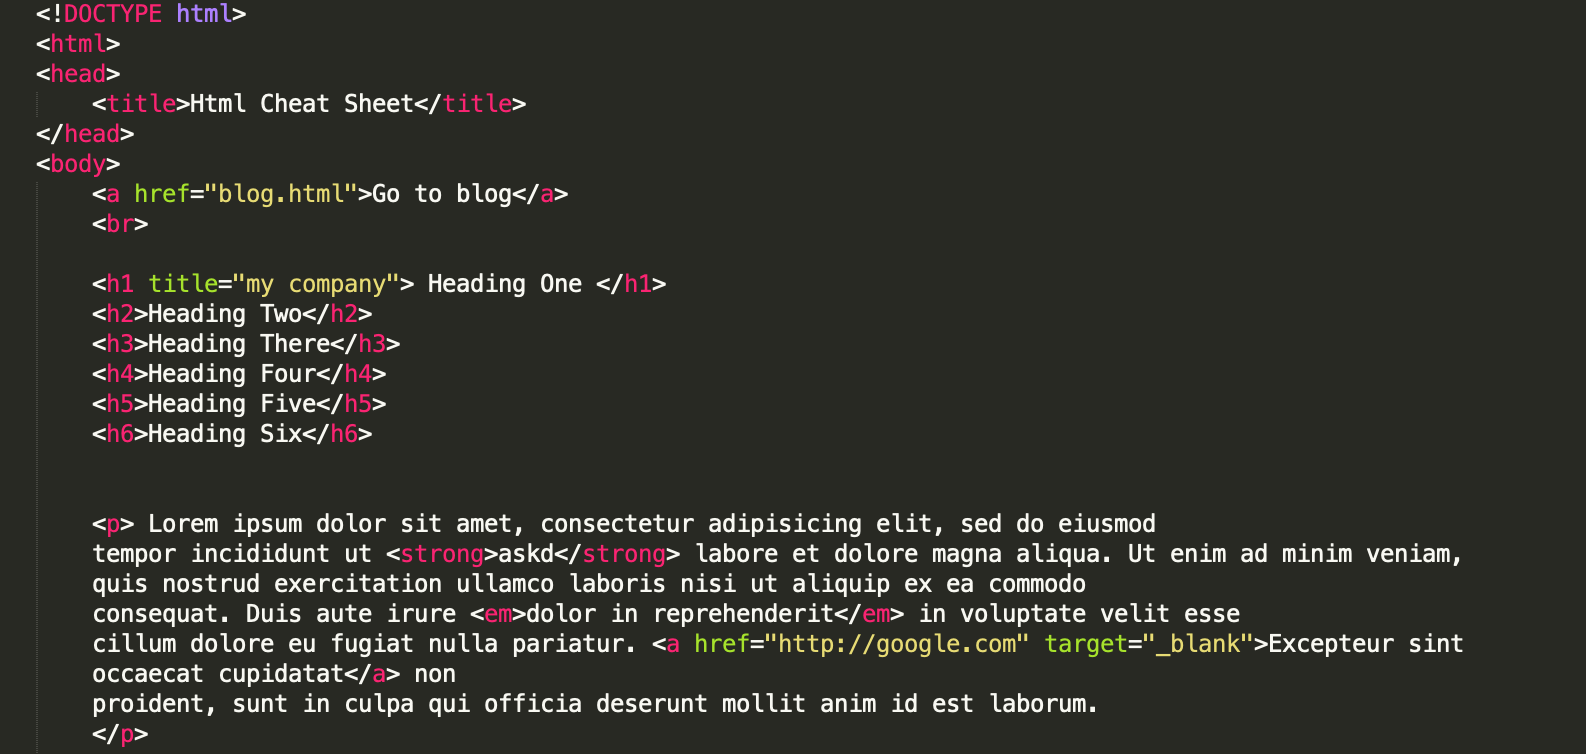 <!DOCTYPE html>
<html>
<head>
    <title>Html Cheat Sheet</title>
</head>
<body>
    <a href="blog.html">Go to blog</a>
    <br>

    <h1 title="my company"> Heading One </h1>
    <h2>Heading Two</h2>
    <h3>Heading There</h3>
    <h4>Heading Four</h4>
    <h5>Heading Five</h5>
    <h6>Heading Six</h6>


    <p> Lorem ipsum dolor sit amet, consectetur adipisicing elit, sed do eiusmod
    tempor incididunt ut <strong>askd</strong> labore et dolore magna aliqua. Ut enim ad minim veniam,
    quis nostrud exercitation ullamco laboris nisi ut aliquip ex ea commodo
    consequat. Duis aute irure <em>dolor in reprehenderit</em> in voluptate velit esse
    cillum dolore eu fugiat nulla pariatur. <a href="http://google.com" target="_blank">Excepteur sint
    occaecat cupidatat</a> non
    proident, sunt in culpa qui officia deserunt mollit anim id est laborum.
    </p>